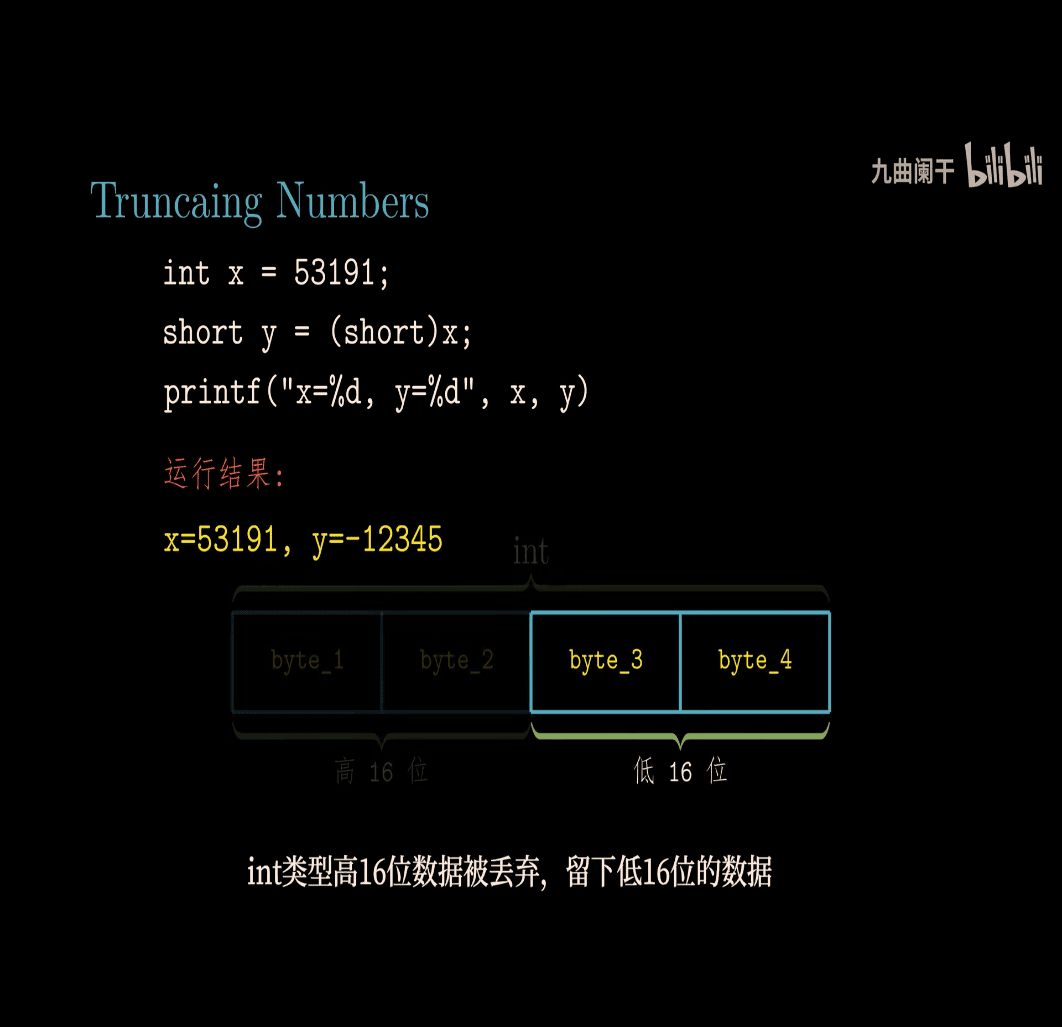 九曲阑干 bilibili
Truncaing Numbers
int x = 53191;
short y = (short)x;
printf("x=%d, y=%d", x, y)
运行结果:
x=53191, y=-12345
int
byte_1 byte_2 byte_3 byte_4
高 16 位 低 16 位
int类型高16位数据被丢弃，留下低16位的数据